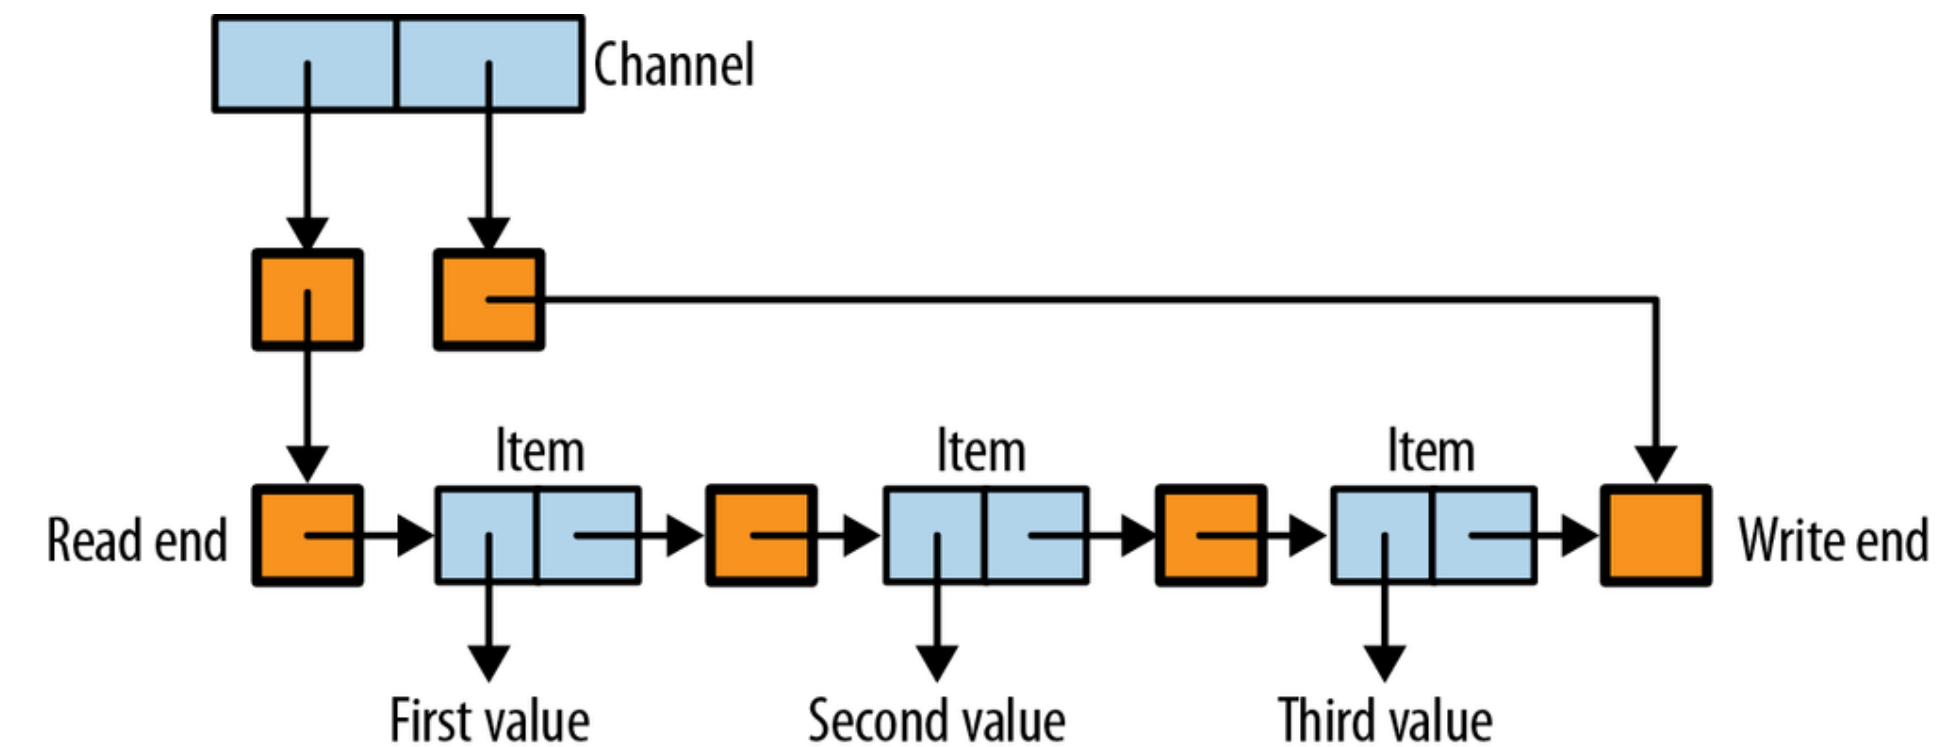 Channel
Item
Item
Item
Read end
Write end
First value
Second value
Third value